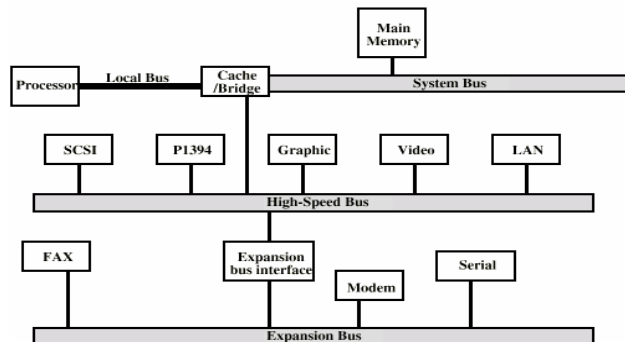 Main
Memory
Processor
Local Bus
Cache
/Bridge
System Bus
SCSI
P1394
Graphic
Video
LAN
High-Speed Bus
FAX
Expansion
bus interface
Modem
Serial
Expansion Bus